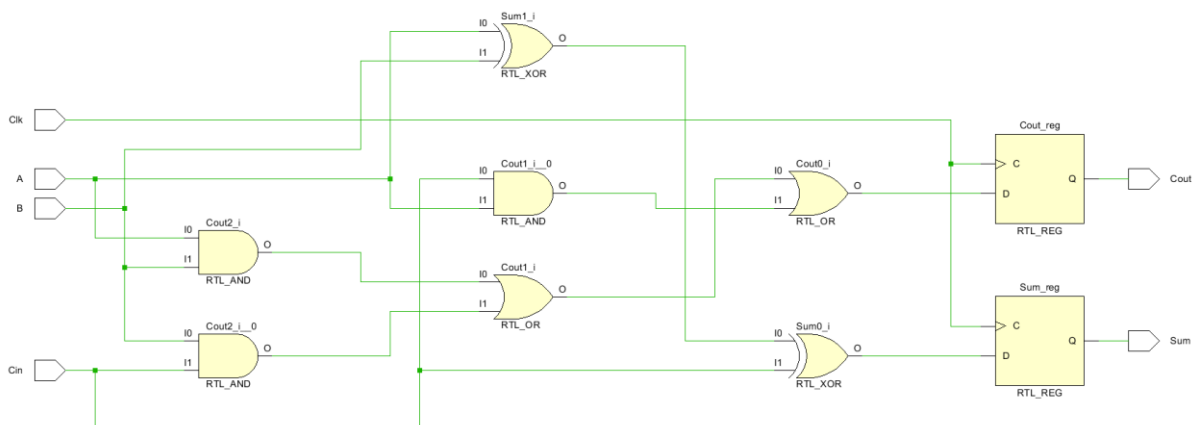 Sum1_i
I0
O
I1
RTL_XOR
Clk
Cout_reg
C
Cout1_i__0
Cout0_i
A
I0
I0
O
O
Q
Cout
B
I1
I1
D
RTL_AND
RTL_OR
Cout2_i
RTL_REG
I0
O
I1
Cout1_i
RTL_AND
I0
O
Sum_reg
I1
Cout2_i__0
RTL_OR
Sum0_i
C
I0
I0
Q
Sum
O
O
Cin
I1
I1
D
RTL_AND
RTL_XOR
RTL_REG